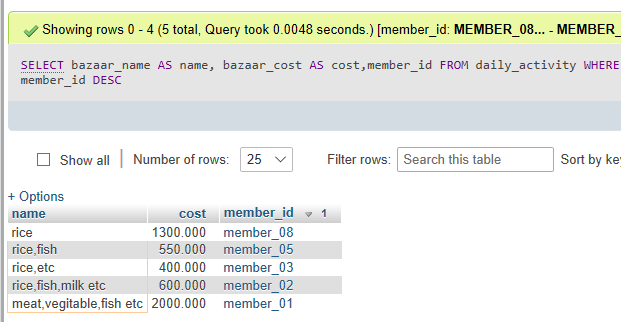 Showing rows 0 - 4 (5 total, Query took 0.0048 seconds.) [member_id: MEMBER_08... - MEMBER_
SELECT bazaar_name AS name, bazaar_cost AS cost,member_id FROM daily_activity WHERE
member_id DESC
Show all Number of rows: 25 Filter rows: Search this table Sort by key
+ Options
name cost member_id 1
rice 1300.000 member_08
rice,fish 550.000 member_05
rice,etc 400.000 member_03
rice,fish,milk etc 600.000 member_02
meat,vegitable,fish etc 2000.000 member_01